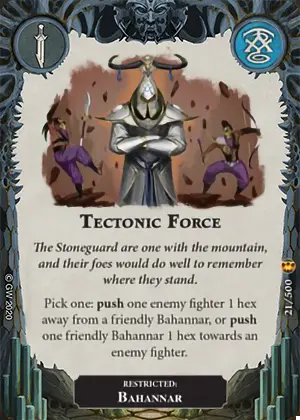 TECTONIC FORCE
The Stoneguard are one with the mountain,
and their foes would do well to remember
where they stand.
Pick one: push one enemy fighter 1 hex
away from a friendly Bahannar, or push
one friendly Bahannar 1 hex towards an
enemy fighter.
RESTRICTED:
BAHANNAR
© GW 2020
21/500